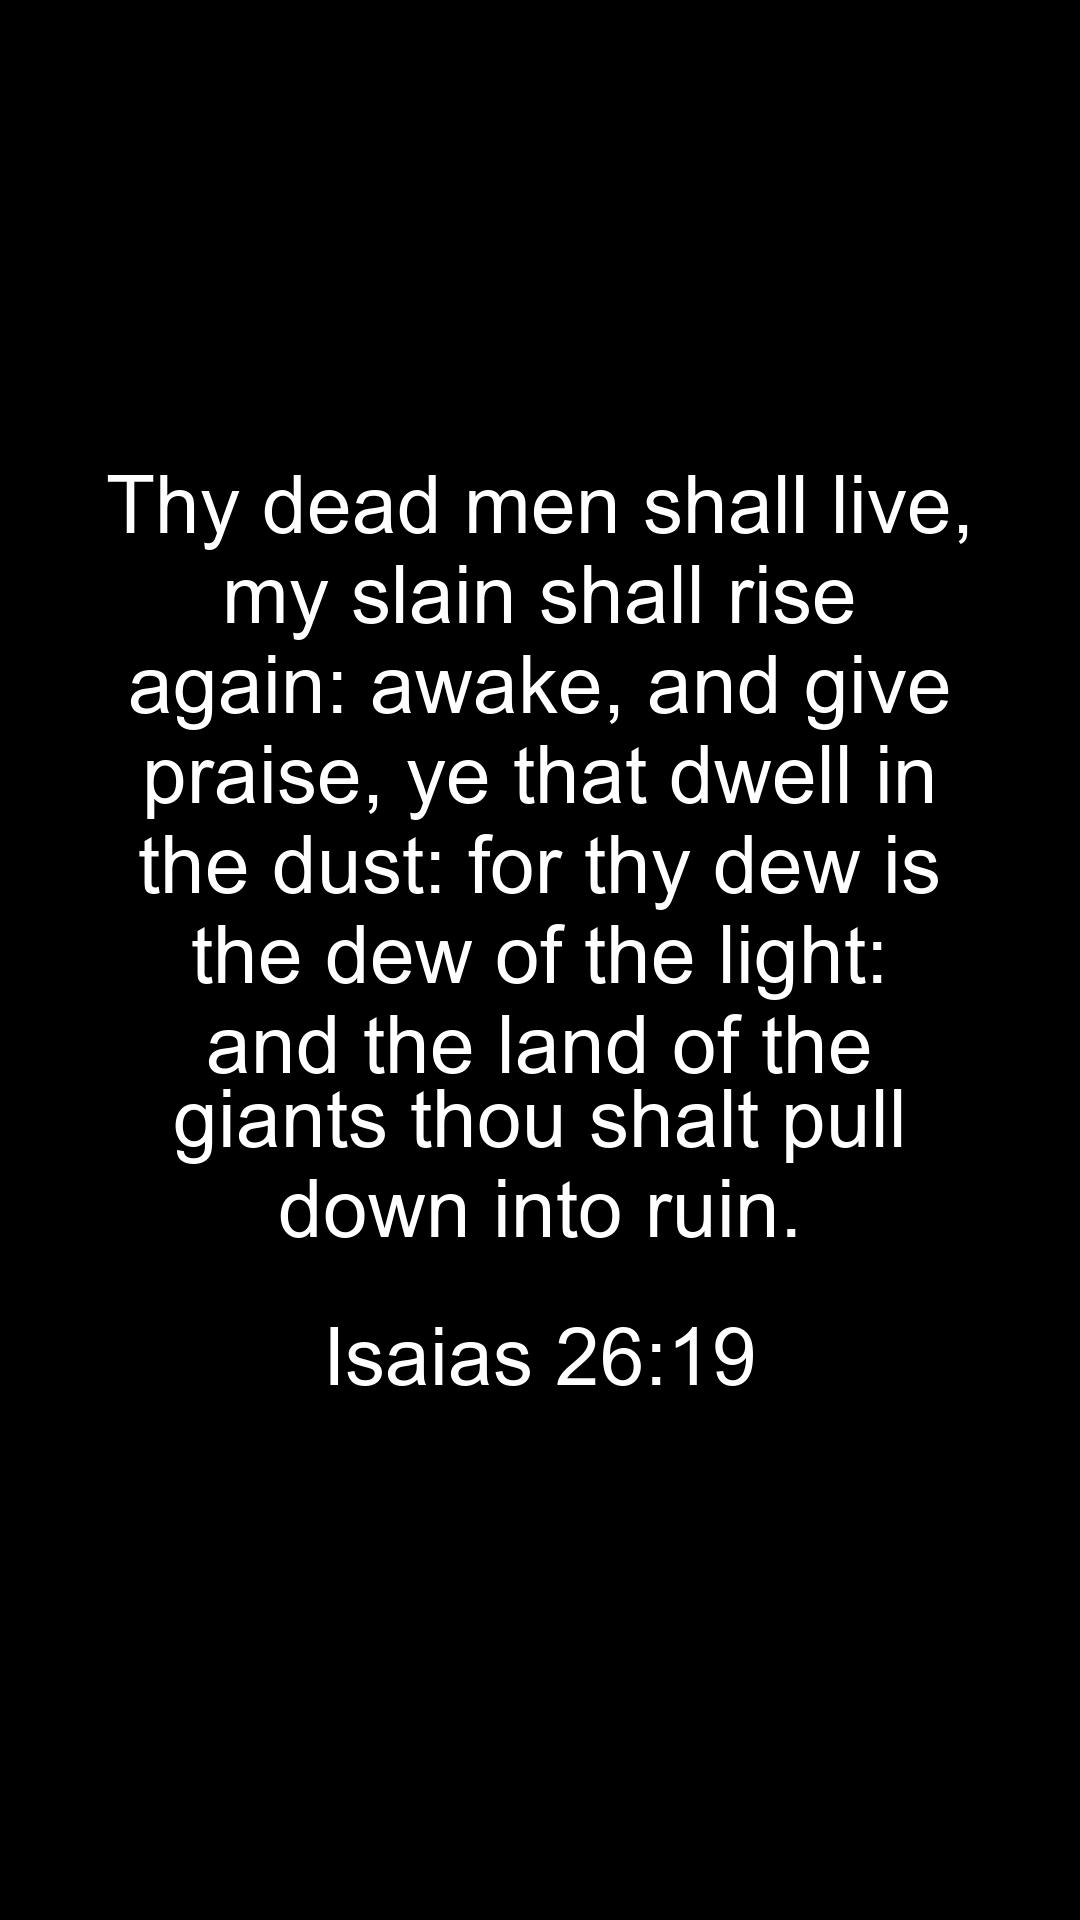 Thy dead men shall live,
my slain shall rise
again: awake, and give
praise, ye that dwell in
the dust: for thy dew is
the dew of the light:
and the land of the
giants thou shalt pull
down into ruin.
Isaias 26:19